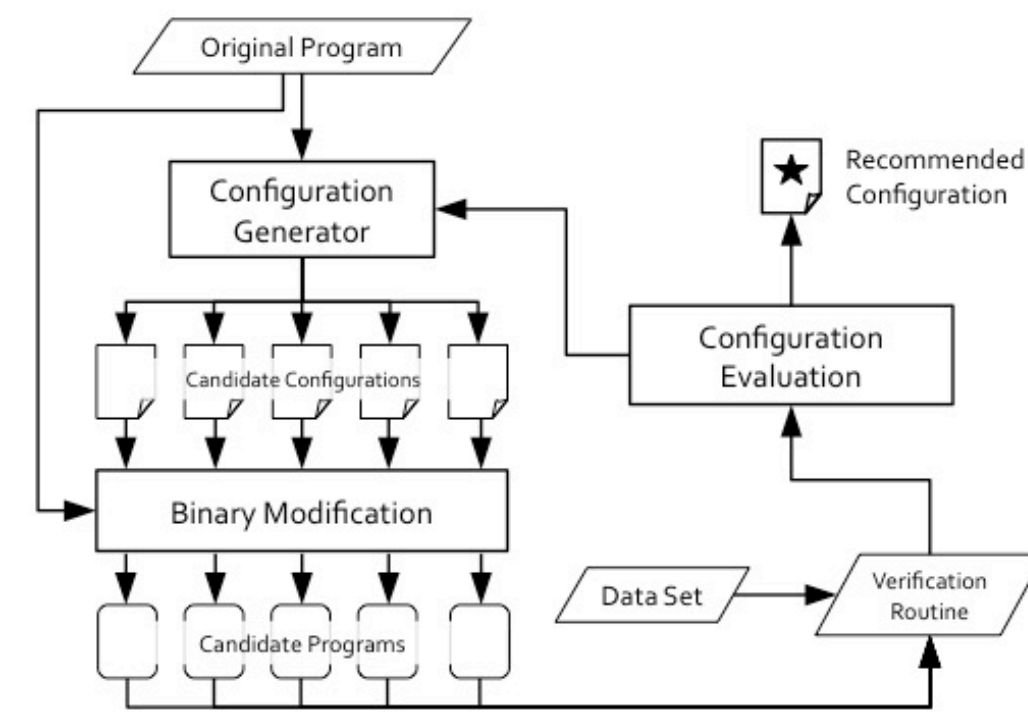 Original Program
Configuration
Generator
Recommended
Configuration
Configuration
Evaluation
Candidate Configurations
Binary Modification
Data Set
Verification
Routine
Candidate Programs